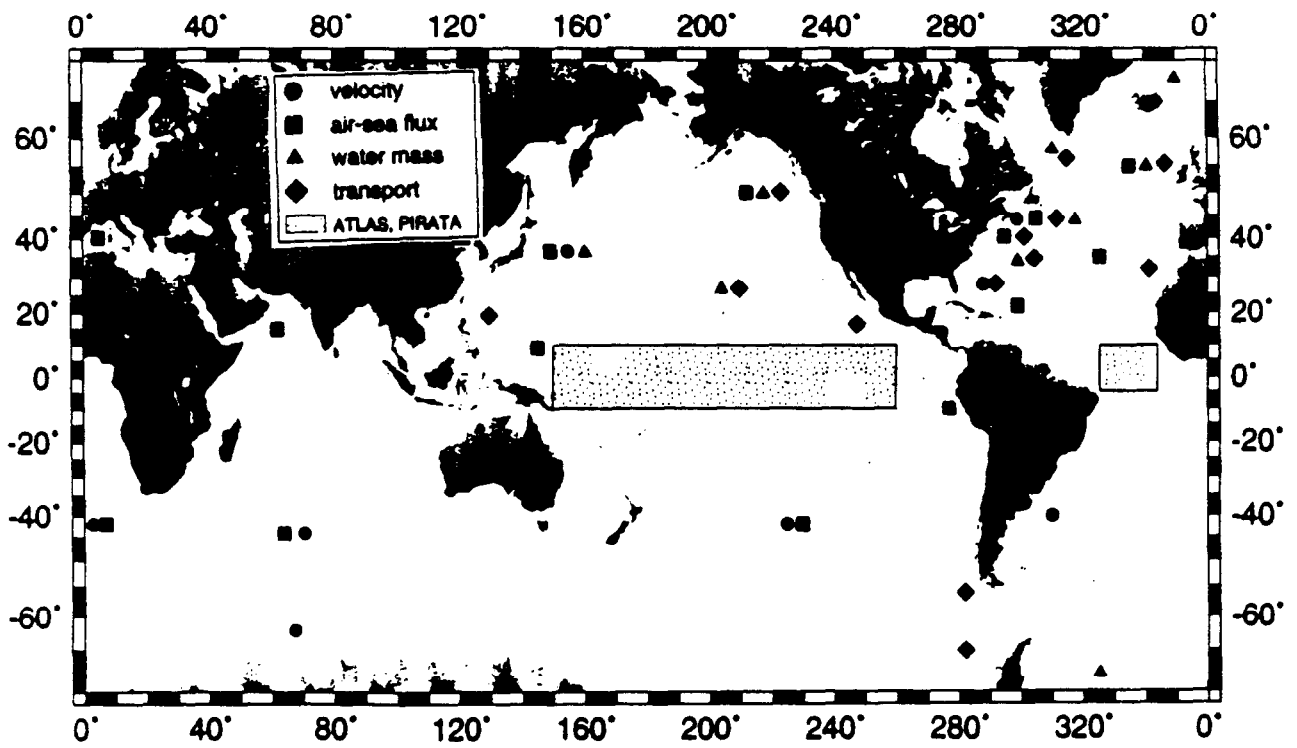 0° 40° 80° 120° 160° 200° 240° 280° 320° 0°
velocity
air-sea flux
water mass
transport
ATLAS, PIRATA
60° 60°
40° 40°
20° 20°
0° 0°
-20° -20°
-40° -40°
-60° -60°
0° 40° 80° 120° 160° 200° 240° 280° 320° 0°